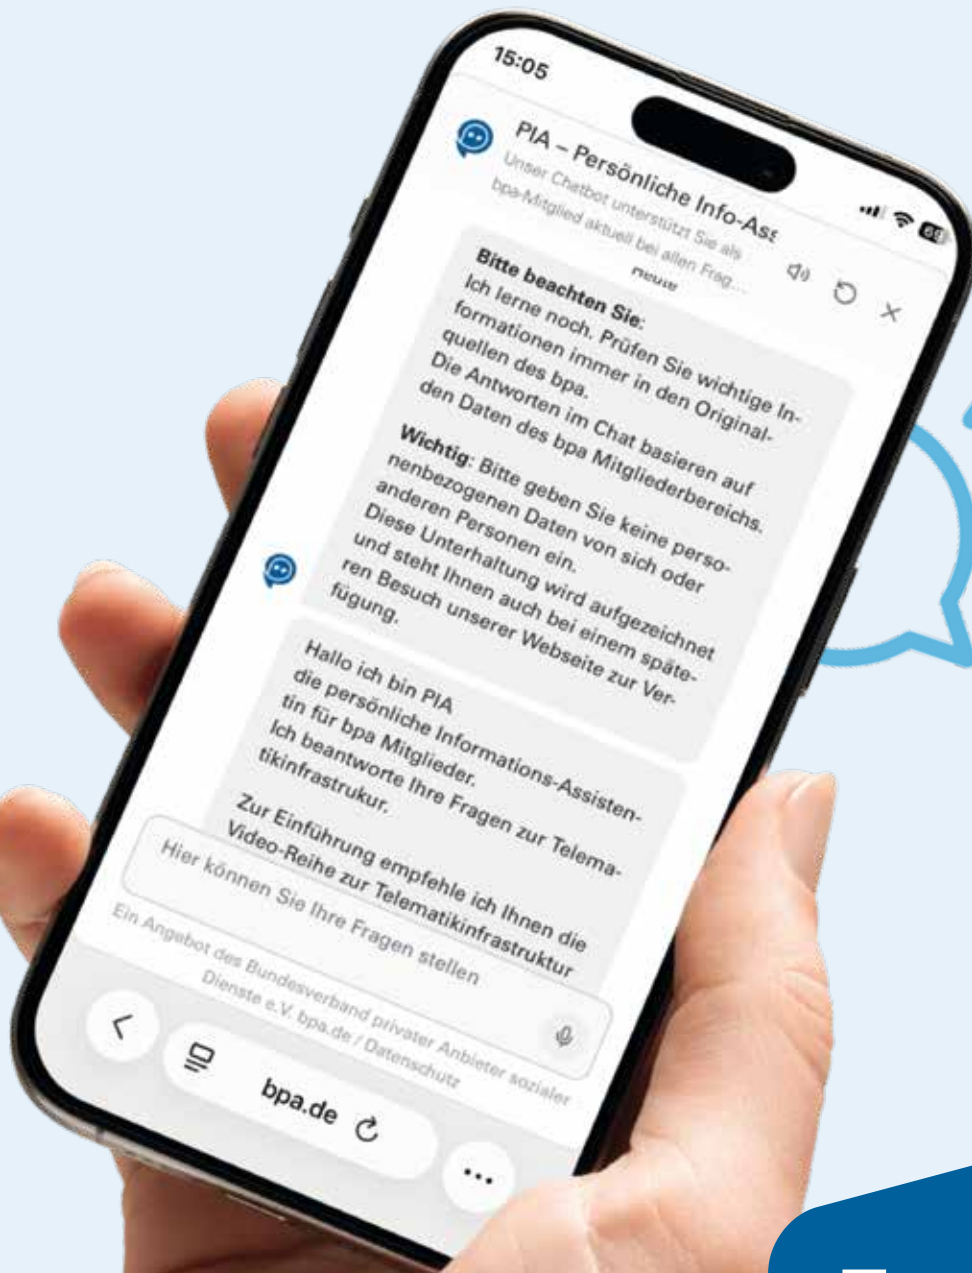 15:05
69
PIA – Persönliche Info-Ass
Unser Chatbot unterstützt Sie als
bpa-Mitglied aktuell bei allen Frag....
heute
Bitte beachten Sie:
Ich lerne noch. Prüfen Sie wichtige In-
formationen immer in den Original-
quellen des bpa.
Die Antworten im Chat basieren auf
den Daten des bpa Mitgliederbereichs.
Wichtig: Bitte geben Sie keine perso-
nenbezogenen Daten von sich oder
anderen Personen ein.
Diese Unterhaltung wird aufgezeichnet
und steht Ihnen auch bei einem späte-
ren Besuch unserer Webseite zur Ver-
fügung.
Hallo ich bin PIA
die persönliche Informations-Assisten-
tin für bpa Mitglieder.
Ich beantworte Ihre Fragen zur Telema-
tikinfrastrukur.
Zur Einführung empfehle ich Ihnen die
Video-Reihe zur Telematikinfrastruktur
Hier können Sie Ihre Fragen stellen
Ein Angebot des Bundesverband privater Anbieter sozialer
Dienste e.V. bpa.de / Datenschutz
bpa.de